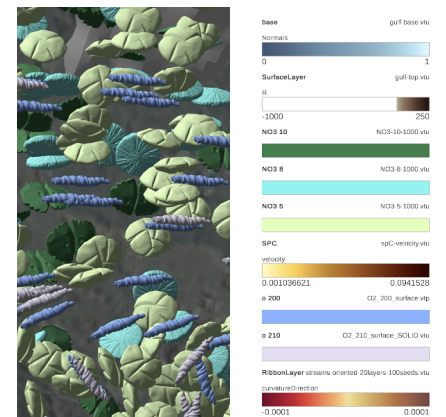 base gulf-base.vtu
Normals
0 1
SurfaceLayer gulf-top.vtu
R
-1000 250
NO3 10 NO3-10-1000.vtu
NO3 8 NO3-8-1000.vtu
NO3 5 NO3-5-1000.vtu
SPC spC-velocity.vtu
velocity
0.001036621 0.0941528
o 200 O2_200_surface.vtp
o 210 O2_210_surface_SOLID.vtu
RibbonLayer streams-oriented-20layers-100seeds.vtu
curvatureDirection
-0.0001 0.0001